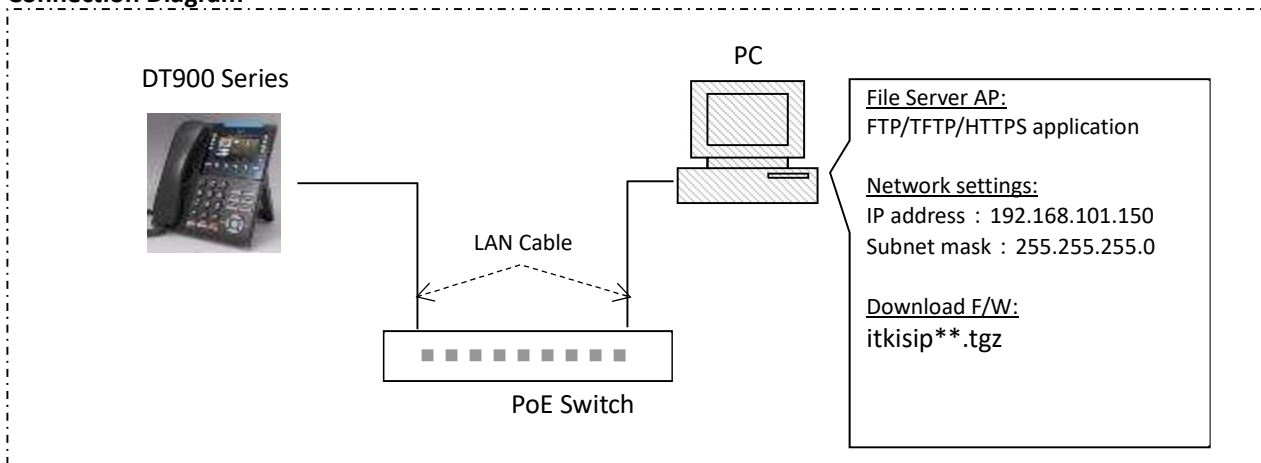 Connection Diagram
DT900 Series
PC
File Server AP:
FTP/TFTP/HTTPS application
Network settings:
IP address：192.168.101.150
Subnet mask：255.255.255.0
Download F/W:
itkisip**.tgz
LAN Cable
PoE Switch